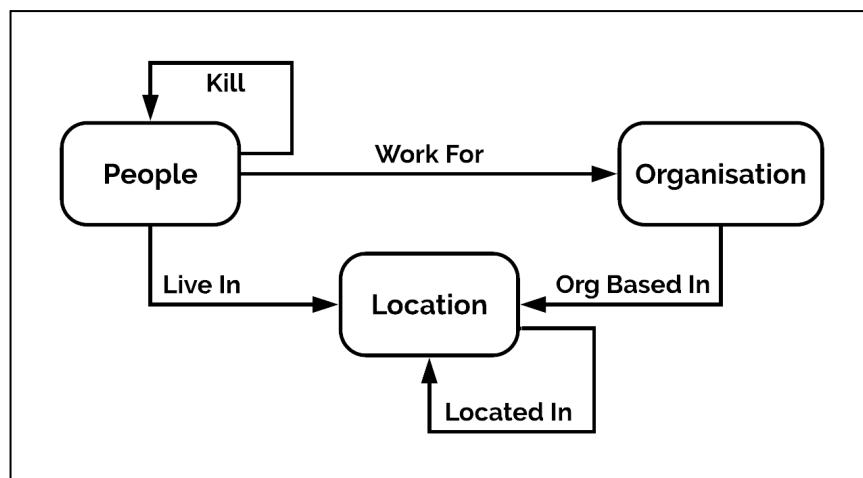 Kill
Work For
People
Organisation
Live In
Location
Org Based In
Located In